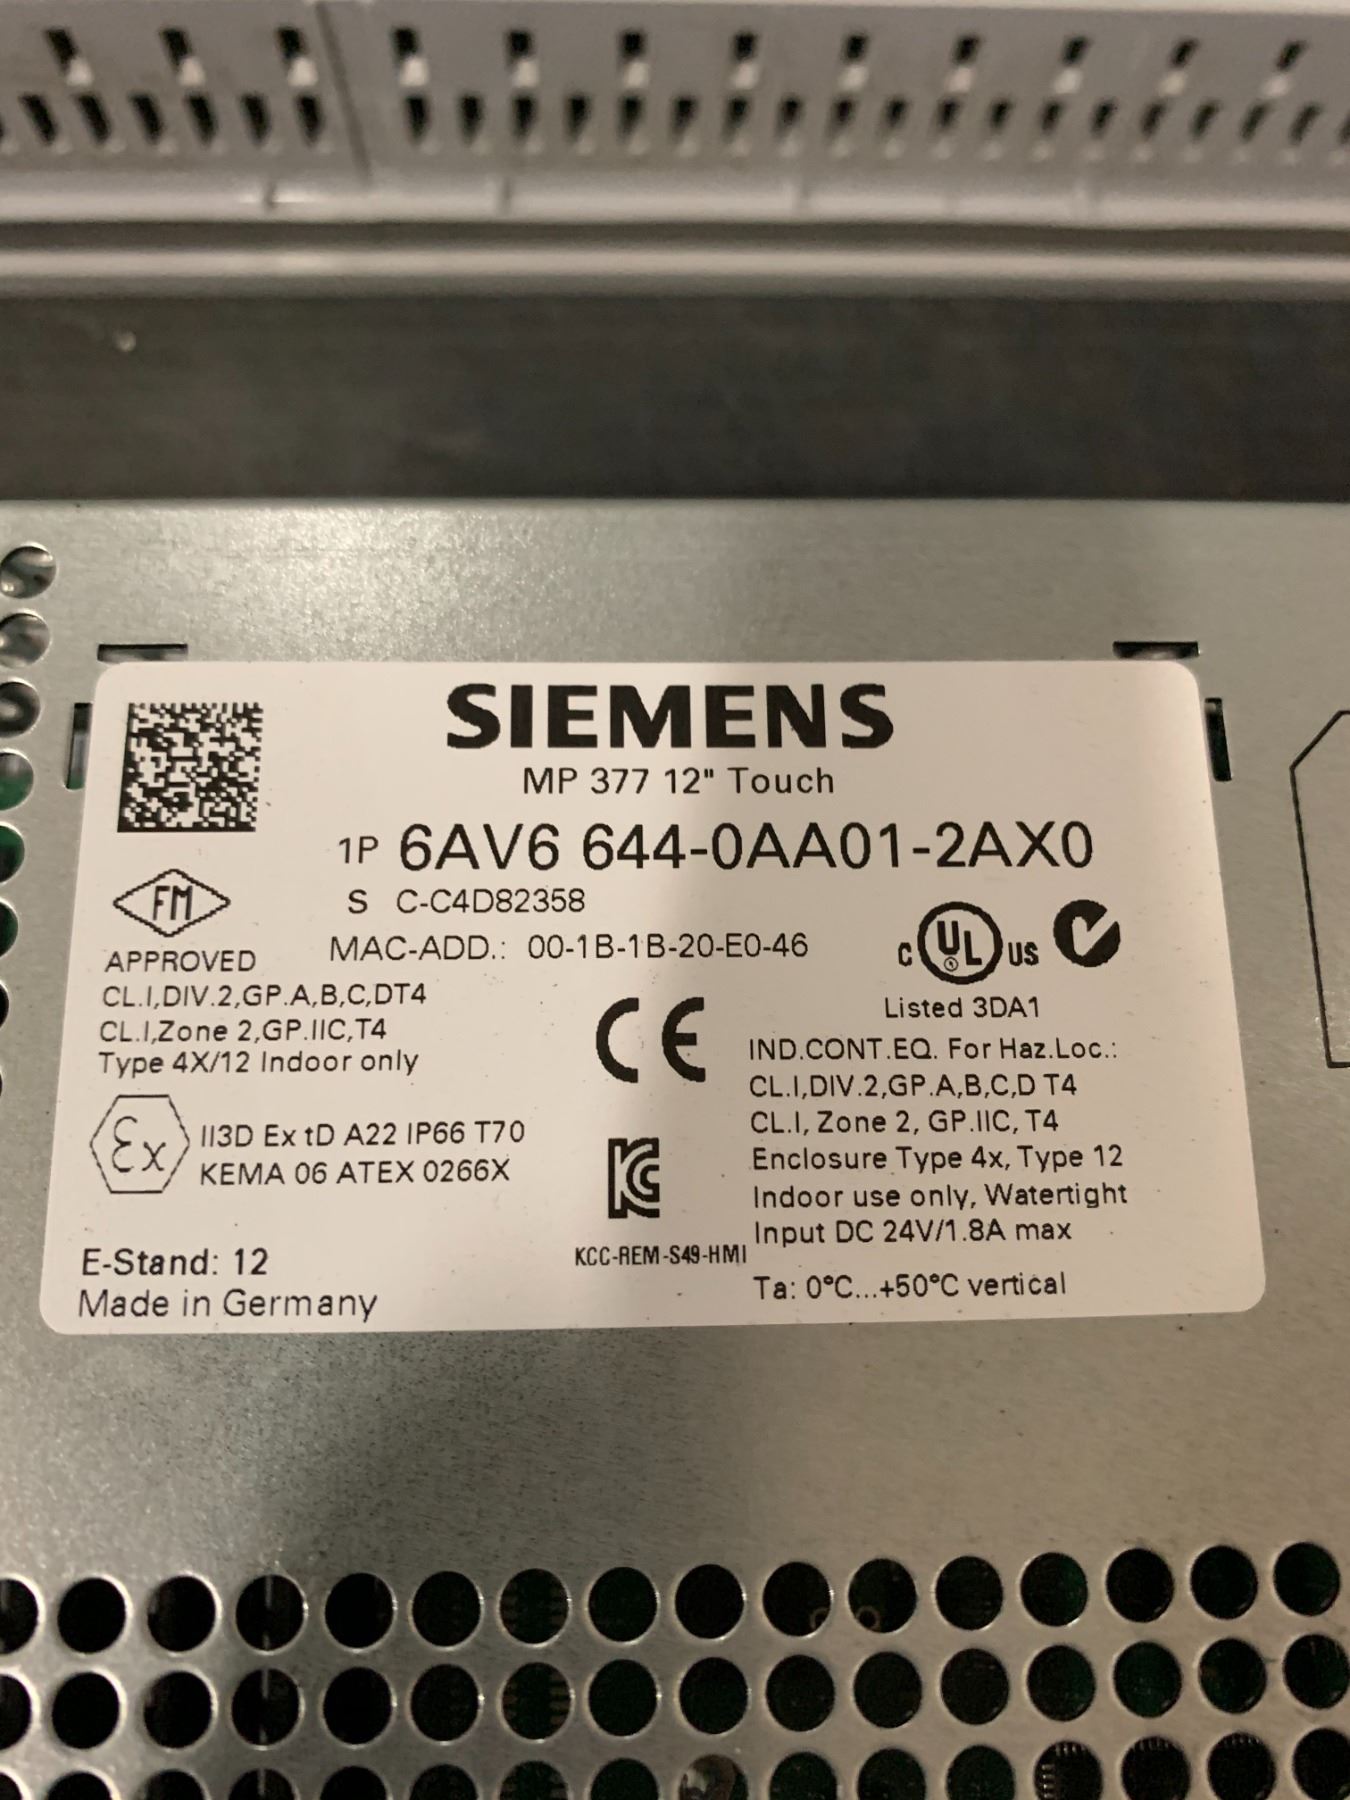 SIEMENS
MP 377 12" Touch
1P 6AV6 644-0AA01-2AX0
S C-C4D82358
MAC-ADD.: 00-1B-1B-20-E0-46
FM
APPROVED
CL.I,DIV.2,GP.A,B,C,DT4
CL.I,Zone 2,GP.IIC,T4
Type 4X/12 Indoor only
Ex
II3D Ex tD A22 IP66 T70
KEMA 06 ATEX 0266X
E-Stand: 12
Made in Germany
CE
KC
KCC-REM-S49-HMI
C UL US
Listed 3DA1
IND.CONT.EQ. For Haz.Loc.:
CL.I,DIV.2,GP.A,B,C,D T4
CL.I, Zone 2, GP.IIC, T4
Enclosure Type 4x, Type 12
Indoor use only, Watertight
Input DC 24V/1.8A max
Ta: 0°C...+50°C vertical